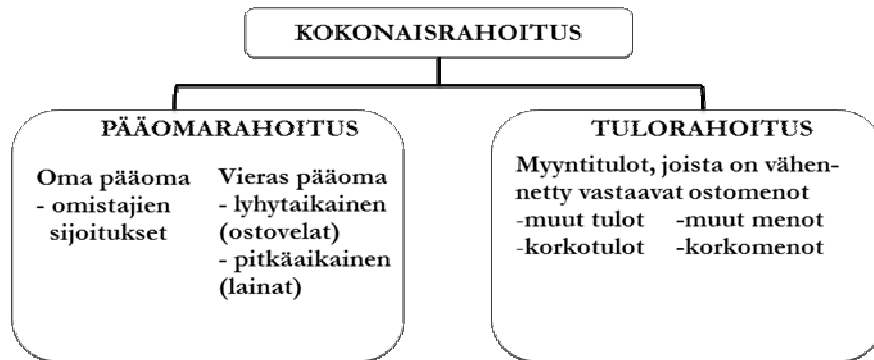 KOKONAISRAHOITUS
PÄÄOMARAHOITUS
Oma pääoma
- omistajien
sijoitukset
Vieras pääoma
- lyhytaikainen
(ostovelat)
- pitkäaikainen
(lainat)
TULORAHOITUS
Myyntitulot, joista on vähen-
netty vastaavat ostomenot
-muut tulot -muut menot
-korkotulot -korkomenot